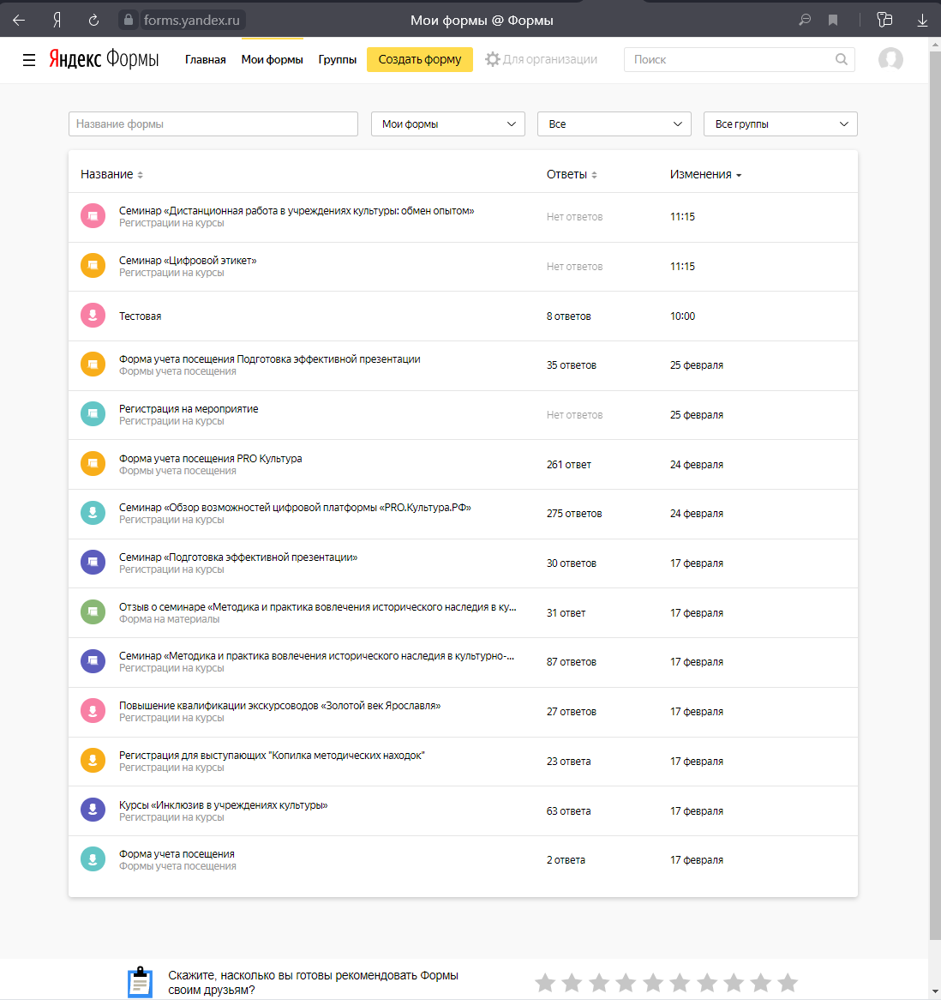 forms.yandex.ru
Мои формы @ Формы
Яндекс Формы
Главная
Мои формы
Группы
Создать форму
Для организации
Поиск
Название формы
Мои формы
Все
Все группы
Название
Ответы
Изменения
Семинар «Дистанционная работа в учреждениях культуры: обмен опытом»
Регистрации на курсы
Нет ответов
11:15
Семинар «Цифровой этикет»
Регистрации на курсы
Нет ответов
11:15
Тестовая
8 ответов
10:00
Форма учета посещения Подготовка эффективной презентации
Формы учета посещения
35 ответов
25 февраля
Регистрация на мероприятие
Регистрации на курсы
Нет ответов
25 февраля
Форма учета посещения PRO Культура
Формы учета посещения
261 ответ
24 февраля
Семинар «Обзор возможностей цифровой платформы «PRO.Культура.РФ»
Регистрации на курсы
275 ответов
24 февраля
Семинар «Подготовка эффективной презентации»
Регистрации на курсы
30 ответов
17 февраля
Отзыв о семинаре «Методика и практика вовлечения исторического наследия в ку...
Форма на материалы
31 ответ
17 февраля
Семинар «Методика и практика вовлечения исторического наследия в культурно-...
Регистрации на курсы
87 ответов
17 февраля
Повышение квалификации экскурсоводов «Золотой век Ярославля»
Регистрации на курсы
27 ответов
17 февраля
Регистрация для выступающих "Копилка методических находок"
Регистрации на курсы
23 ответа
17 февраля
Курсы «Инклюзив в учреждениях культуры»
Регистрации на курсы
63 ответа
17 февраля
Форма учета посещения
Формы учета посещения
2 ответа
17 февраля
Скажите, насколько вы готовы рекомендовать Формы
своим друзьям?